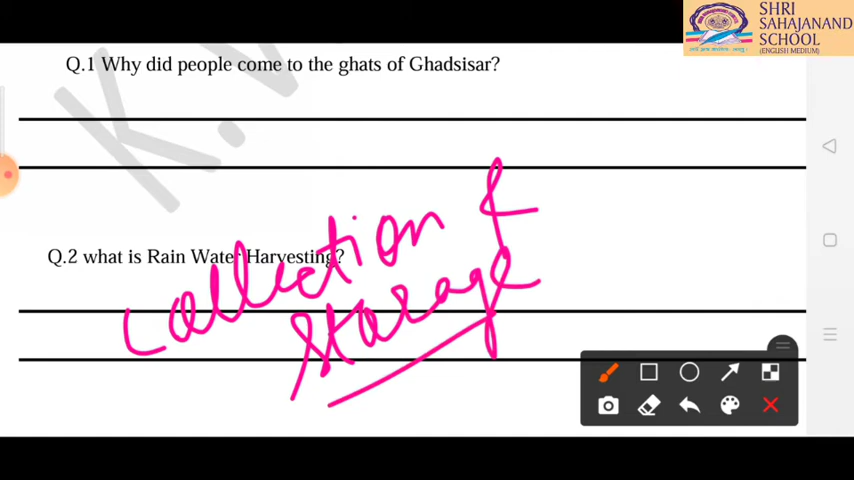 SHRI
SAHAJANAND
SCHOOL
(ENGLISH MEDIUM)
Q.1 Why did people come to the ghats of Ghadsisar?
Q.2 what is Rain Water Harvesting?
Collection &
Storage